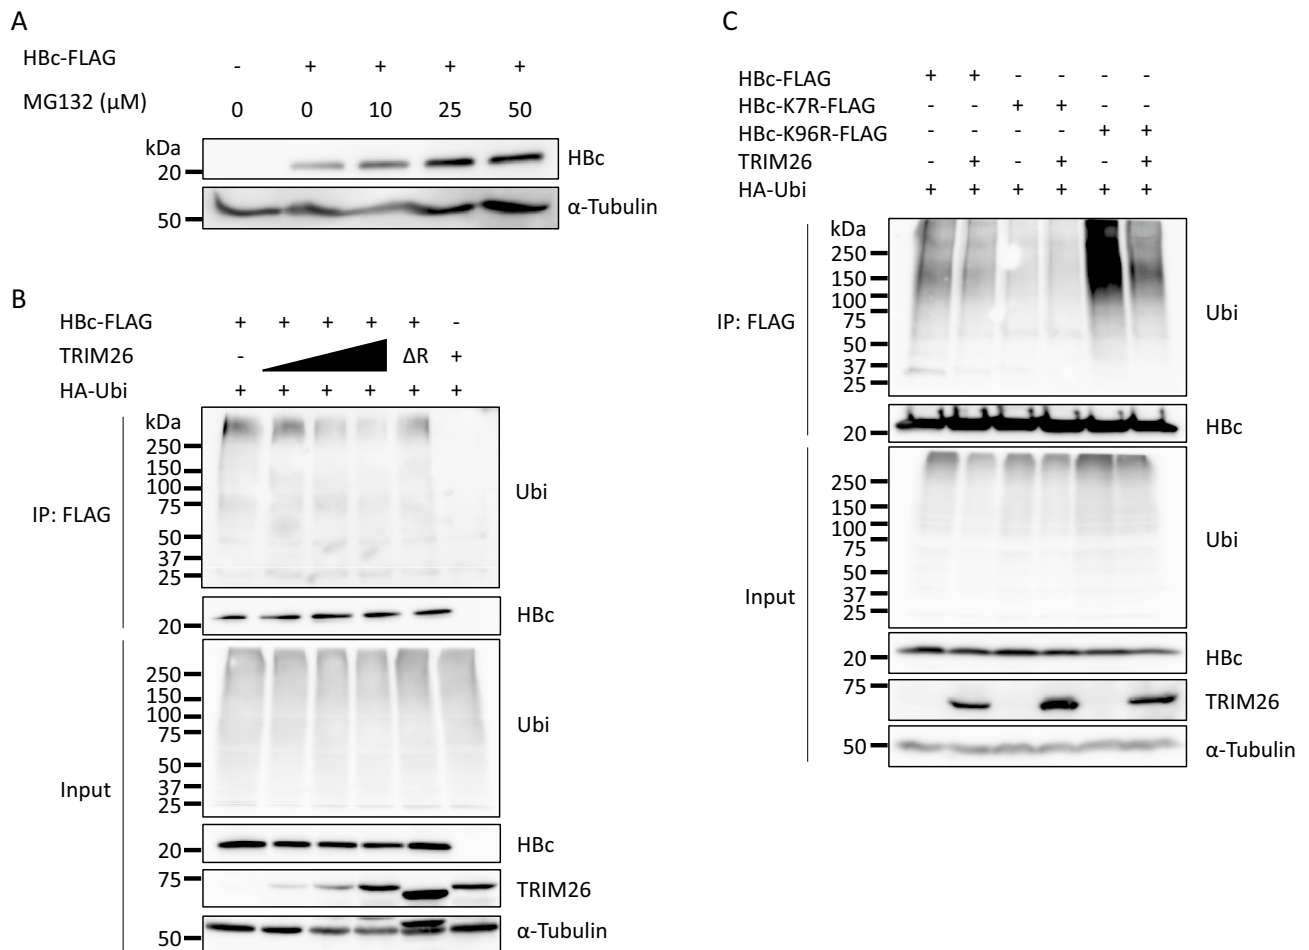 A
HBc-FLAG - + + + +
MG132 (μM) 0 0 10 25 50
kDa
20
HBc
50
α-Tubulin
B
HBc-FLAG + + + + + -
TRIM26 - ΔR +
HA-Ubi + + + + + +
kDa
250
150
100
75
50
37
25
Ubi
IP: FLAG
20
HBc
250
150
100
75
50
37
25
Ubi
Input
20
HBc
75
TRIM26
50
α-Tubulin
C
HBc-FLAG + + - - - -
HBc-K7R-FLAG - - + + - -
HBc-K96R-FLAG - - - - + +
TRIM26 - + - + - +
HA-Ubi + + + + + +
kDa
250
150
100
75
50
37
25
Ubi
IP: FLAG
20
HBc
250
150
100
75
50
37
25
Ubi
Input
20
HBc
75
TRIM26
50
α-Tubulin